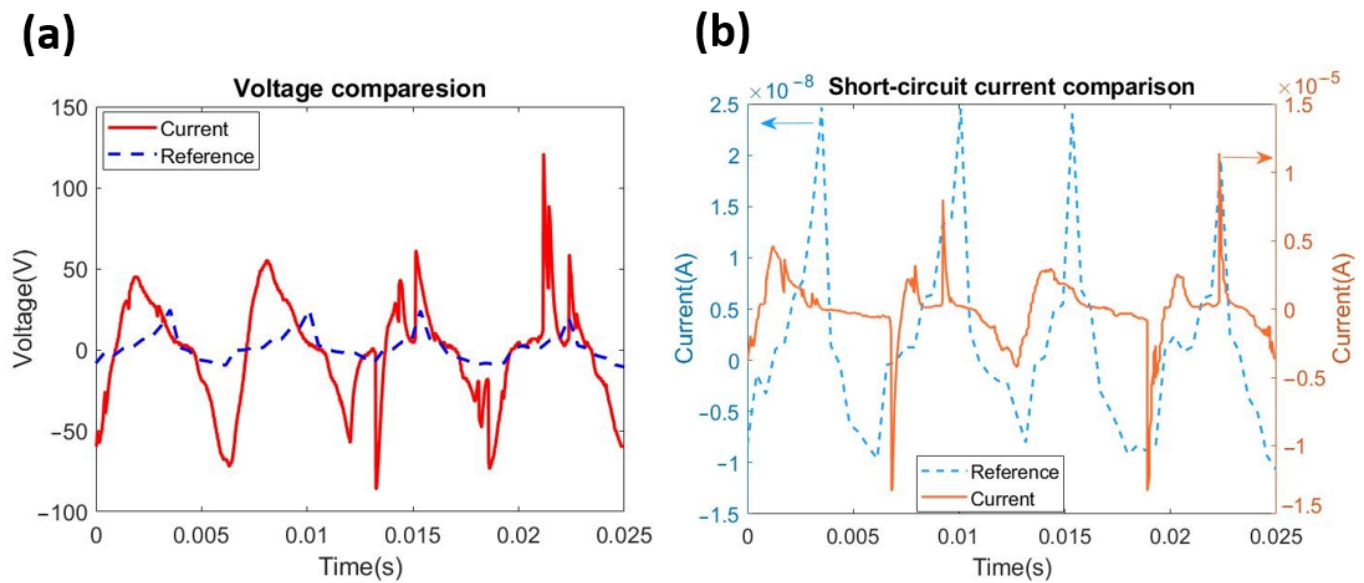 (a)
Voltage comparesion
150
100
50
0
−50
−100
Voltage(V)
Current
Reference
0
0.005
0.01
0.015
0.02
0.025
Time(s)
(b)
×10⁻⁸
Short-circuit current comparison
×10⁻⁵
2.5
2
1.5
1
0.5
0
−0.5
−1
−1.5
Current(A)
Reference
Current
1.5
1
0.5
0
−0.5
−1
−1.5
Current(A)
0
0.005
0.01
0.015
0.02
0.025
Time(s)